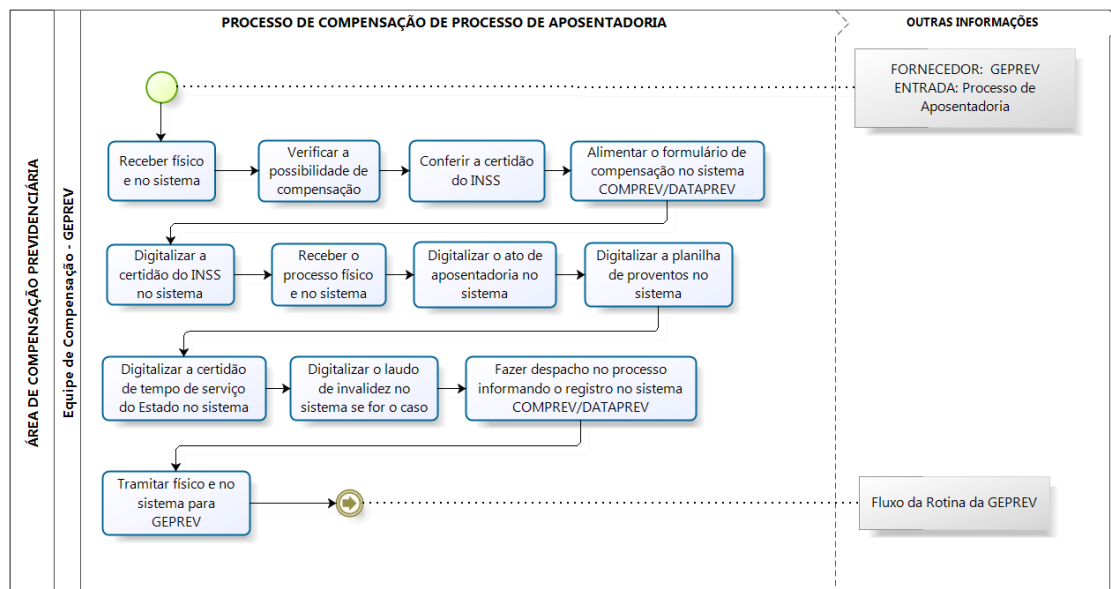 PROCESSO DE COMPENSAÇÃO DE PROCESSO DE APOSENTADORIA
OUTRAS INFORMAÇÕES
ÁREA DE COMPENSAÇÃO PREVIDENCIÁRIA
Equipe de Compensação - GEPREV
FORNECEDOR:  GEPREV
ENTRADA: Processo de
Aposentadoria
Receber físico
e no sistema
Verificar a
possibilidade de
compensação
Conferir a certidão
do INSS
Alimentar o formulário de
compensação no sistema
COMPREV/DATAPREV
Digitalizar a
certidão do INSS
no sistema
Receber o
processo físico
e no sistema
Digitalizar o ato de
aposentadoria no
sistema
Digitalizar a planilha
de proventos no
sistema
Digitalizar a certidão
de tempo de serviço
do Estado no sistema
Digitalizar o laudo
de invalidez no
sistema se for o caso
Fazer despacho no processo
informando o registro no sistema
COMPREV/DATAPREV
Tramitar físico e no
sistema para
GEPREV
Fluxo da Rotina da GEPREV